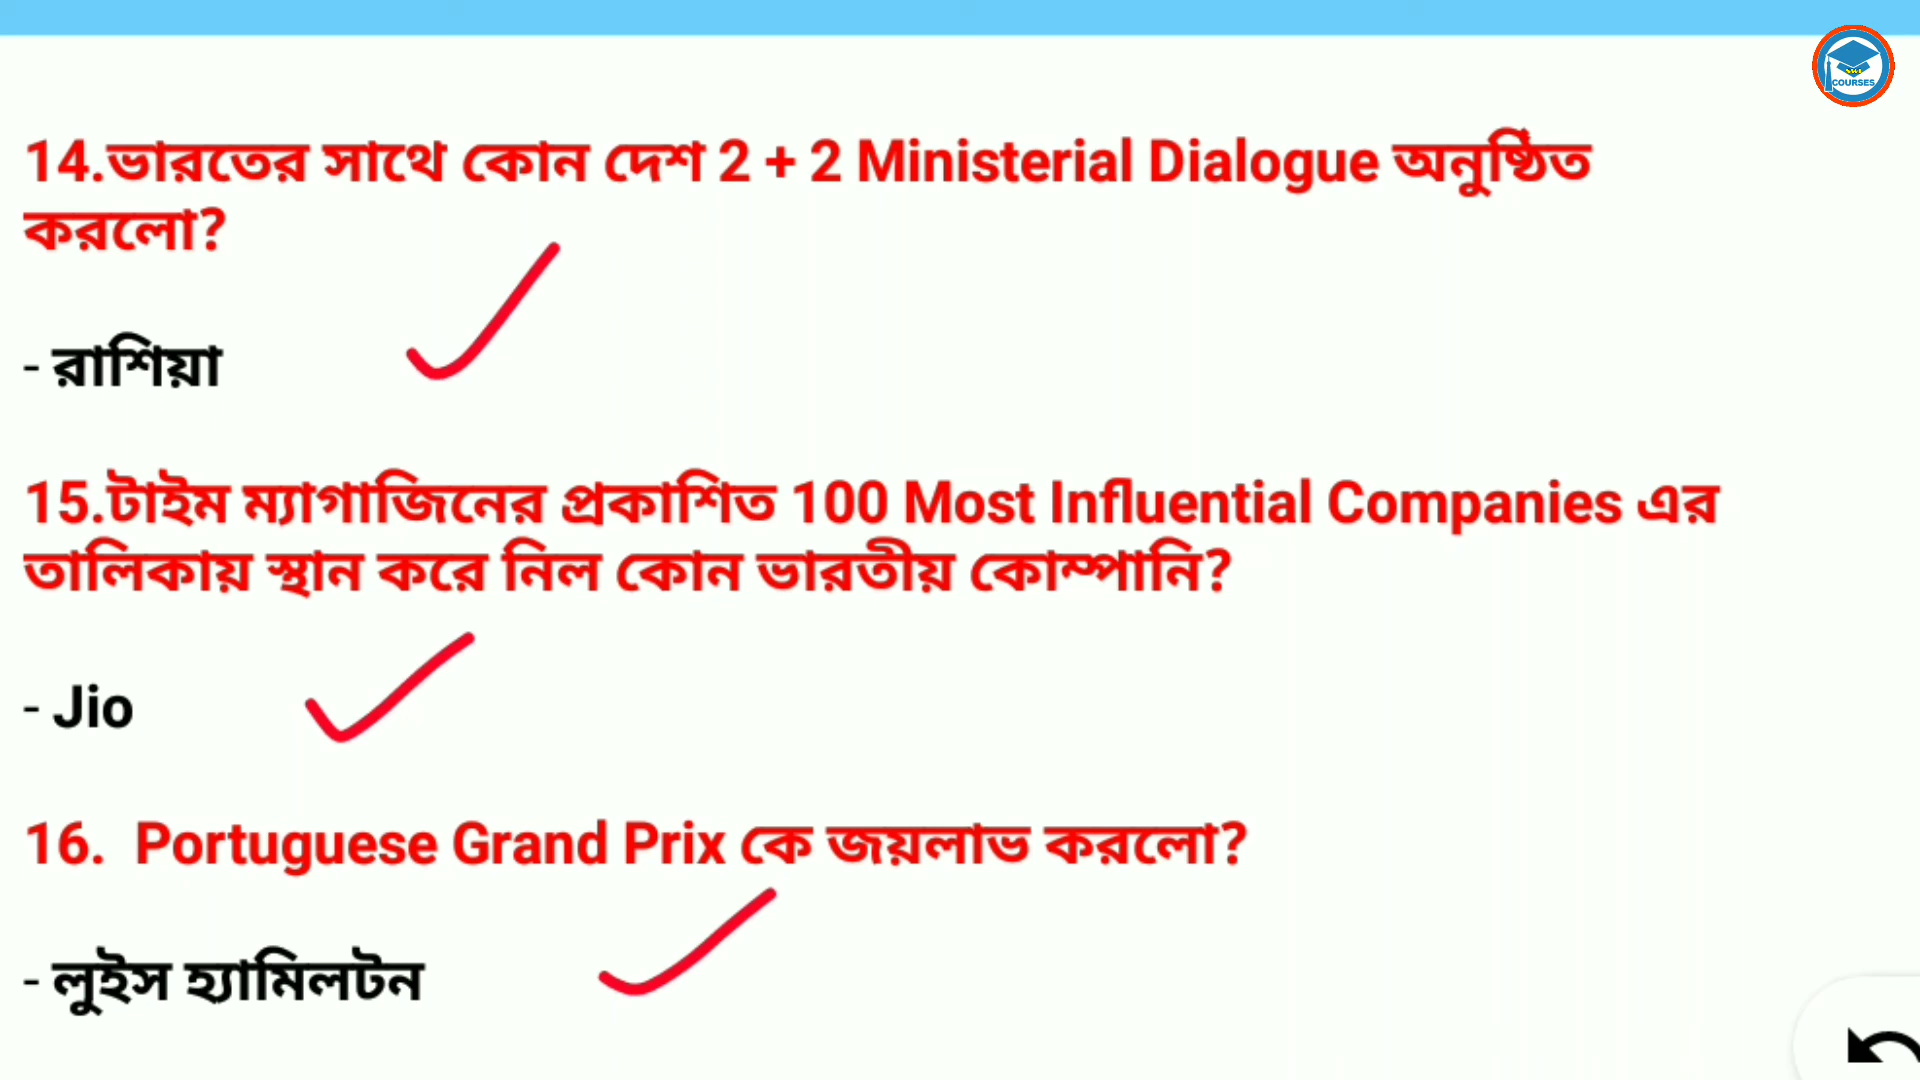 COURSES
14.ভারতের সাথে কোন দেশ 2 + 2 Ministerial Dialogue অনুষ্ঠিত
করলো?
- রাশিয়া
15.টাইম ম্যাগাজিনের প্রকাশিত 100 Most Influential Companies এর
তালিকায় স্থান করে নিল কোন ভারতীয় কোম্পানি?
- Jio
16. Portuguese Grand Prix কে জয়লাভ করলো?
- লুইস হ্যামিলটন